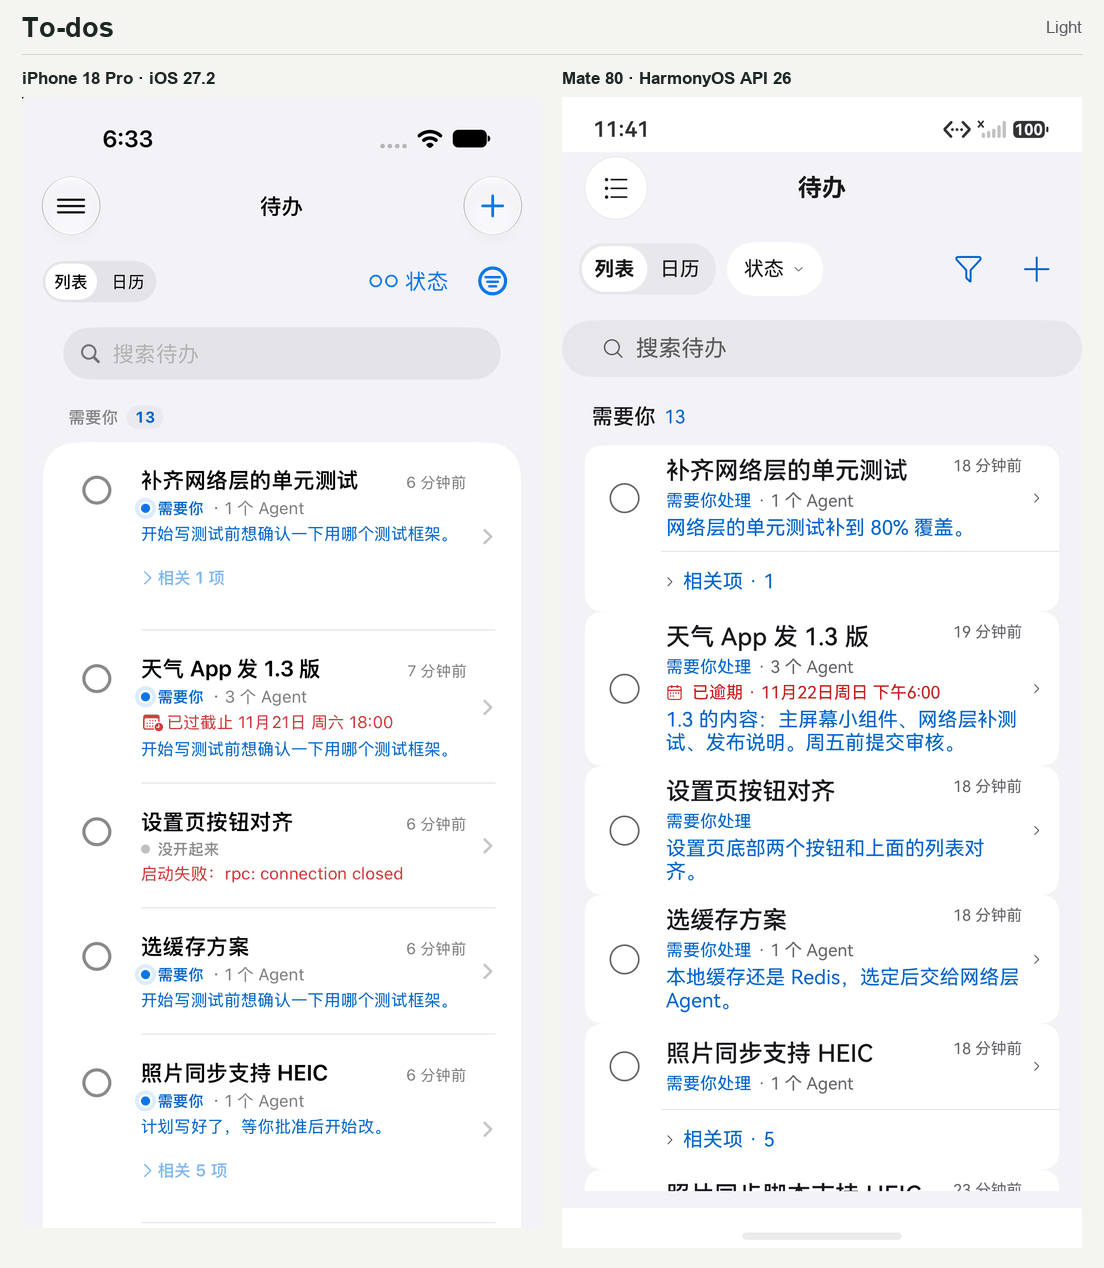 To-dos
Light
iPhone 18 Pro · iOS 27.2
6:33
待办
列表
日历
状态
搜索待办
需要你 13
补齐网络层的单元测试
6 分钟前
需要你 · 1 个 Agent
开始写测试前想确认一下用哪个测试框架。
相关 1 项
天气 App 发 1.3 版
7 分钟前
需要你 · 3 个 Agent
已过截止 11月21日 周六 18:00
开始写测试前想确认一下用哪个测试框架。
设置页按钮对齐
6 分钟前
没开起来
启动失败：rpc: connection closed
选缓存方案
6 分钟前
需要你 · 1 个 Agent
开始写测试前想确认一下用哪个测试框架。
照片同步支持 HEIC
6 分钟前
需要你 · 1 个 Agent
计划写好了，等你批准后开始改。
相关 5 项
Mate 80 · HarmonyOS API 26
11:41
100
待办
列表
日历
状态
搜索待办
需要你 13
补齐网络层的单元测试
18 分钟前
需要你处理 · 1 个 Agent
网络层的单元测试补到 80% 覆盖。
相关项 · 1
天气 App 发 1.3 版
19 分钟前
需要你处理 · 3 个 Agent
已逾期 · 11月22日周日 下午6:00
1.3 的内容：主屏幕小组件、网络层补测
试、发布说明。周五前提交审核。
设置页按钮对齐
18 分钟前
需要你处理
设置页底部两个按钮和上面的列表对
齐。
选缓存方案
18 分钟前
需要你处理 · 1 个 Agent
本地缓存还是 Redis，选定后交给网络层
Agent。
照片同步支持 HEIC
18 分钟前
需要你处理 · 1 个 Agent
相关项 · 5
照片同步脚本支持 HEIC
23 分钟前